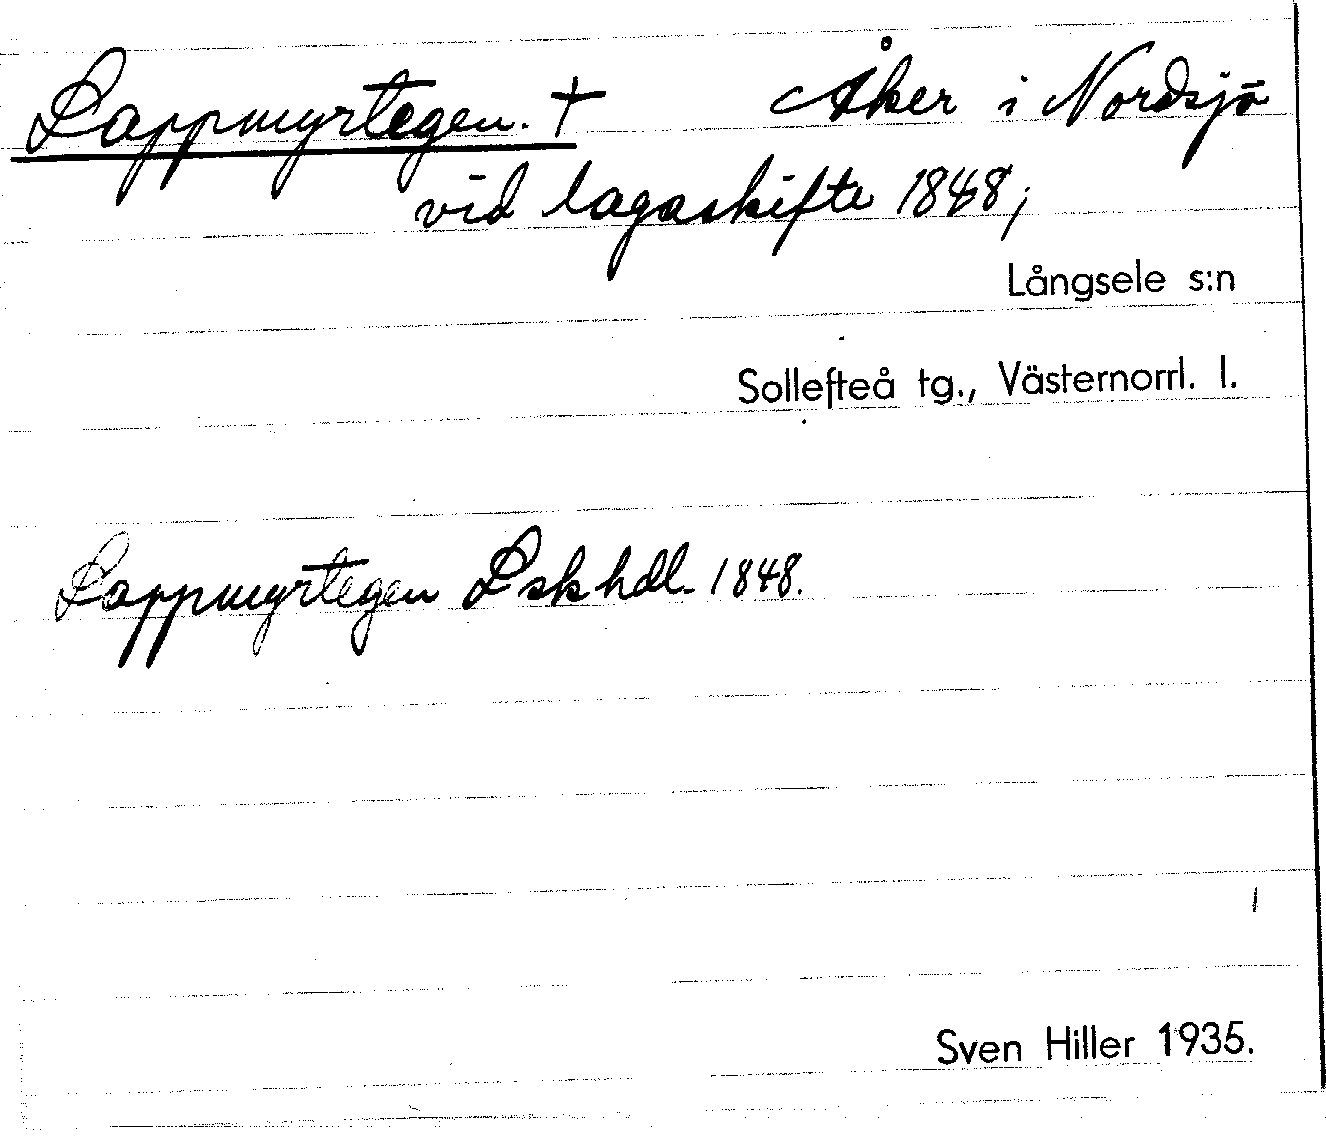 Lappmyrtegen. † Åker i Nordsjö
vid lagaskifte 1848;
Långsele s:n
Sollefteå tg., Västernorrl. l.
Lappmyrtegen Lskhdl. 1848.
Sven Hiller 1935.